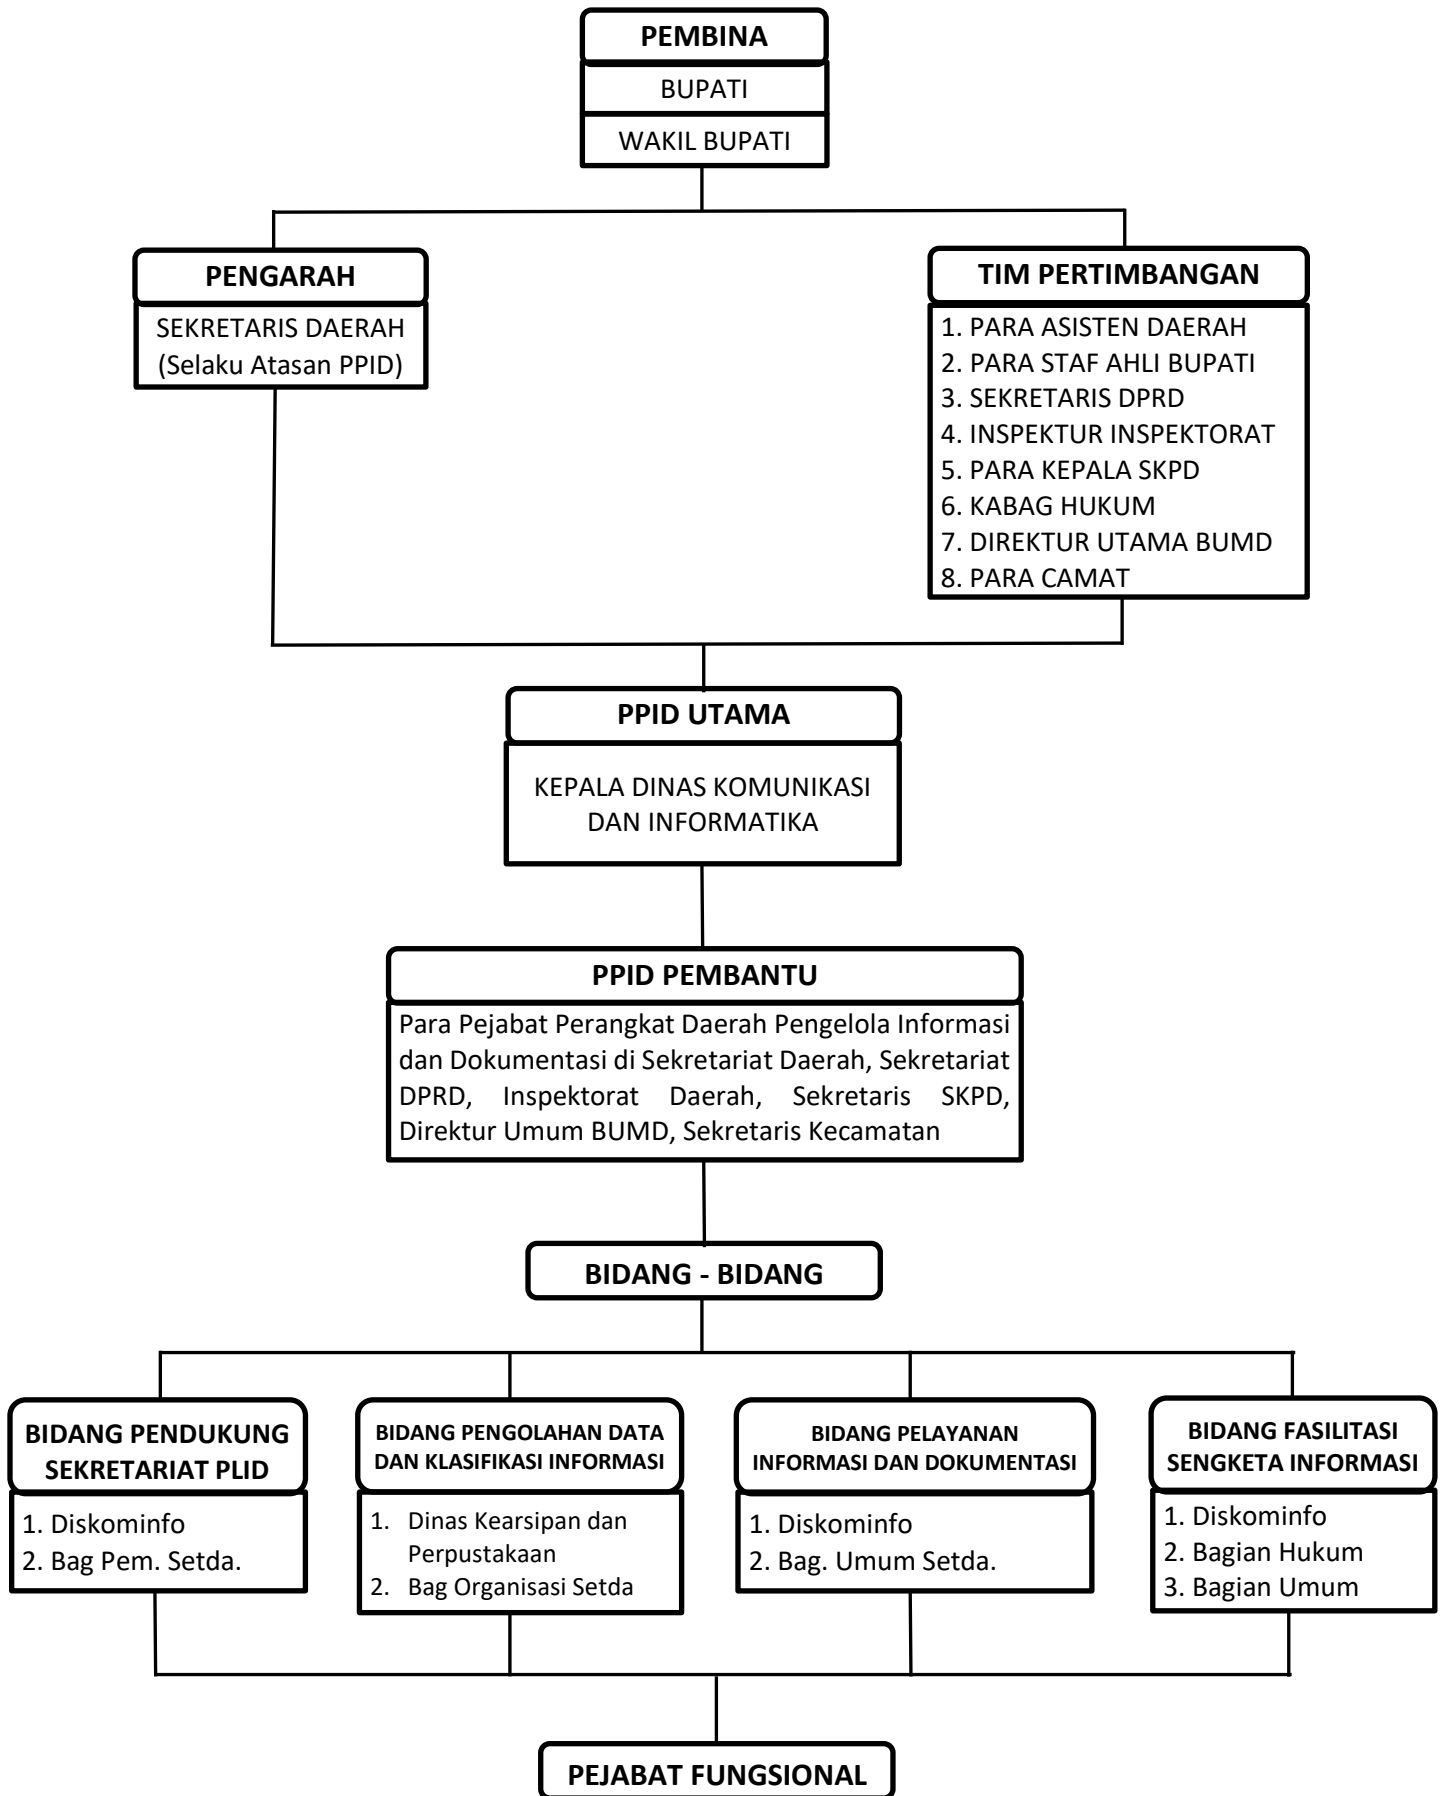 PEMBINA
BUPATI
WAKIL BUPATI
PENGARAH
SEKRETARIS DAERAH
(Selaku Atasan PPID)
TIM PERTIMBANGAN
1. PARA ASISTEN DAERAH
2. PARA STAF AHLI BUPATI
3. SEKRETARIS DPRD
4. INSPEKTUR INSPEKTORAT
5. PARA KEPALA SKPD
6. KABAG HUKUM
7. DIREKTUR UTAMA BUMD
8. PARA CAMAT
PPID UTAMA
KEPALA DINAS KOMUNIKASI
DAN INFORMATIKA
PPID PEMBANTU
Para Pejabat Perangkat Daerah Pengelola Informasi
dan Dokumentasi di Sekretariat Daerah, Sekretariat
DPRD, Inspektorat Daerah, Sekretaris SKPD,
Direktur Umum BUMD, Sekretaris Kecamatan
BIDANG - BIDANG
BIDANG PENDUKUNG
SEKRETARIAT PLID
1. Diskominfo
2. Bag Pem. Setda.
BIDANG PENGOLAHAN DATA
DAN KLASIFIKASI INFORMASI
1. Dinas Kearsipan dan
Perpustakaan
2. Bag Organisasi Setda
BIDANG PELAYANAN
INFORMASI DAN DOKUMENTASI
1. Diskominfo
2. Bag. Umum Setda.
BIDANG FASILITASI
SENGKETA INFORMASI
1. Diskominfo
2. Bagian Hukum
3. Bagian Umum
PEJABAT FUNGSIONAL